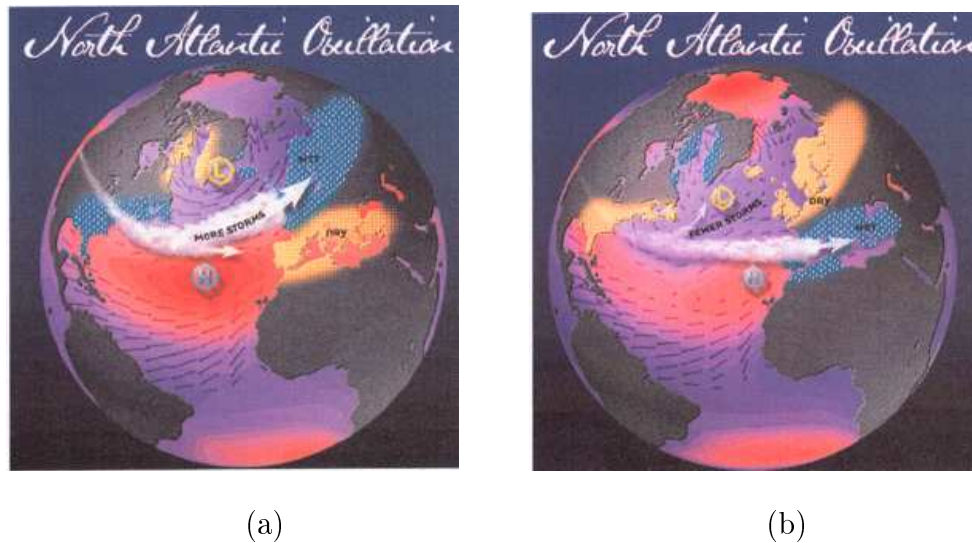 North Atlantic Oscillation
L
WET
MORE STORMS
DRY
H
(a)
North Atlantic Oscillation
L
DRY
FEWER STORMS
WET
H
(b)